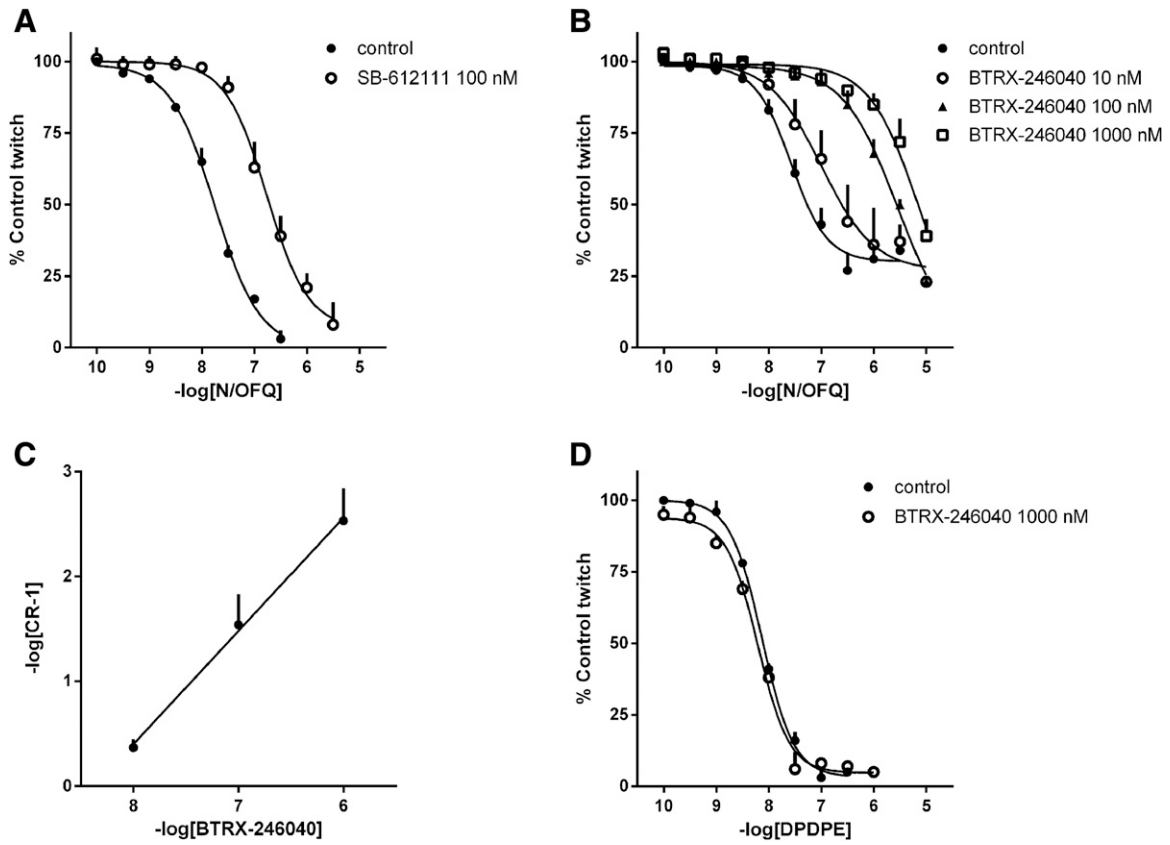 A
control
SB-612111 100 nM
100
75
50
25
0
% Control twitch
10 9 8 7 6 5
-log[N/OFQ]
B
control
BTRX-246040 10 nM
BTRX-246040 100 nM
BTRX-246040 1000 nM
100
75
50
25
0
% Control twitch
10 9 8 7 6 5
-log[N/OFQ]
C
3
2
1
0
-log[CR-1]
8 7 6
-log[BTRX-246040]
D
control
BTRX-246040 1000 nM
100
75
50
25
0
% Control twitch
10 9 8 7 6 5
-log[DPDPE]